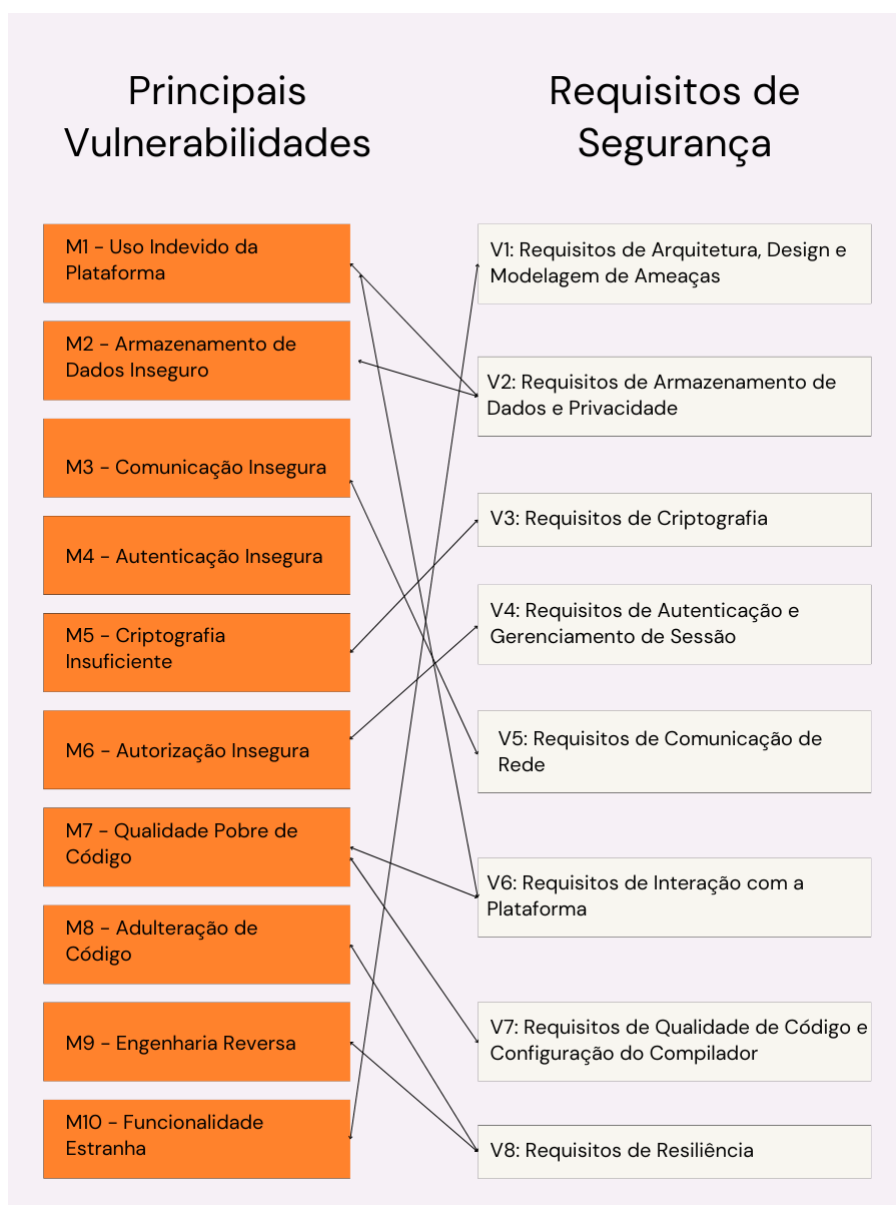 Principais
Vulnerabilidades
Requisitos de
Segurança
M1 - Uso Indevido da
Plataforma
M2 - Armazenamento de
Dados Inseguro
M3 - Comunicação Insegura
M4 - Autenticação Insegura
M5 - Criptografia
Insuficiente
M6 - Autorização Insegura
M7 - Qualidade Pobre de
Código
M8 - Adulteração de
Código
M9 - Engenharia Reversa
M10 - Funcionalidade
Estranha
V1: Requisitos de Arquitetura, Design e
Modelagem de Ameaças
V2: Requisitos de Armazenamento de
Dados e Privacidade
V3: Requisitos de Criptografia
V4: Requisitos de Autenticação e
Gerenciamento de Sessão
V5: Requisitos de Comunicação de
Rede
V6: Requisitos de Interação com a
Plataforma
V7: Requisitos de Qualidade de Código e
Configuração do Compilador
V8: Requisitos de Resiliência